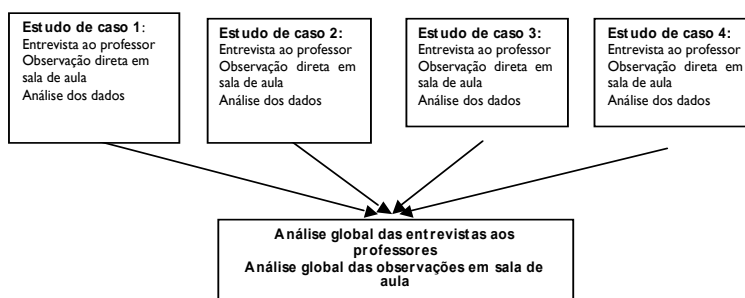 Estudo de caso 1:
Entrevista ao professor
Observação direta em
sala de aula
Análise dos dados
Estudo de caso 2:
Entrevista ao professor
Observação direta em
sala de aula
Análise dos dados
Estudo de caso 3:
Entrevista ao professor
Observação direta em
sala de aula
Análise dos dados
Estudo de caso 4:
Entrevista ao professor
Observação direta em
sala de aula
Análise dos dados
Análise global das entrevistas aos
professores
Análise global das observações em sala de
aula